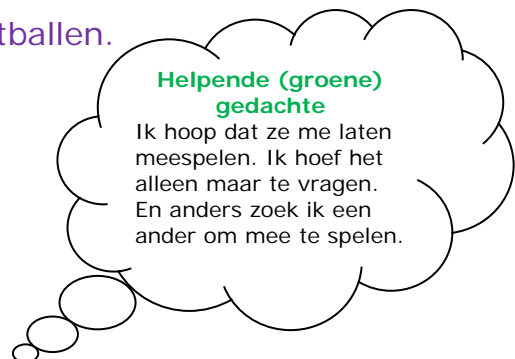 tballen.
Helpende (groene)
gedachte
Ik hoop dat ze me laten
meespelen. Ik hoef het
alleen maar te vragen.
En anders zoek ik een
ander om mee te spelen.